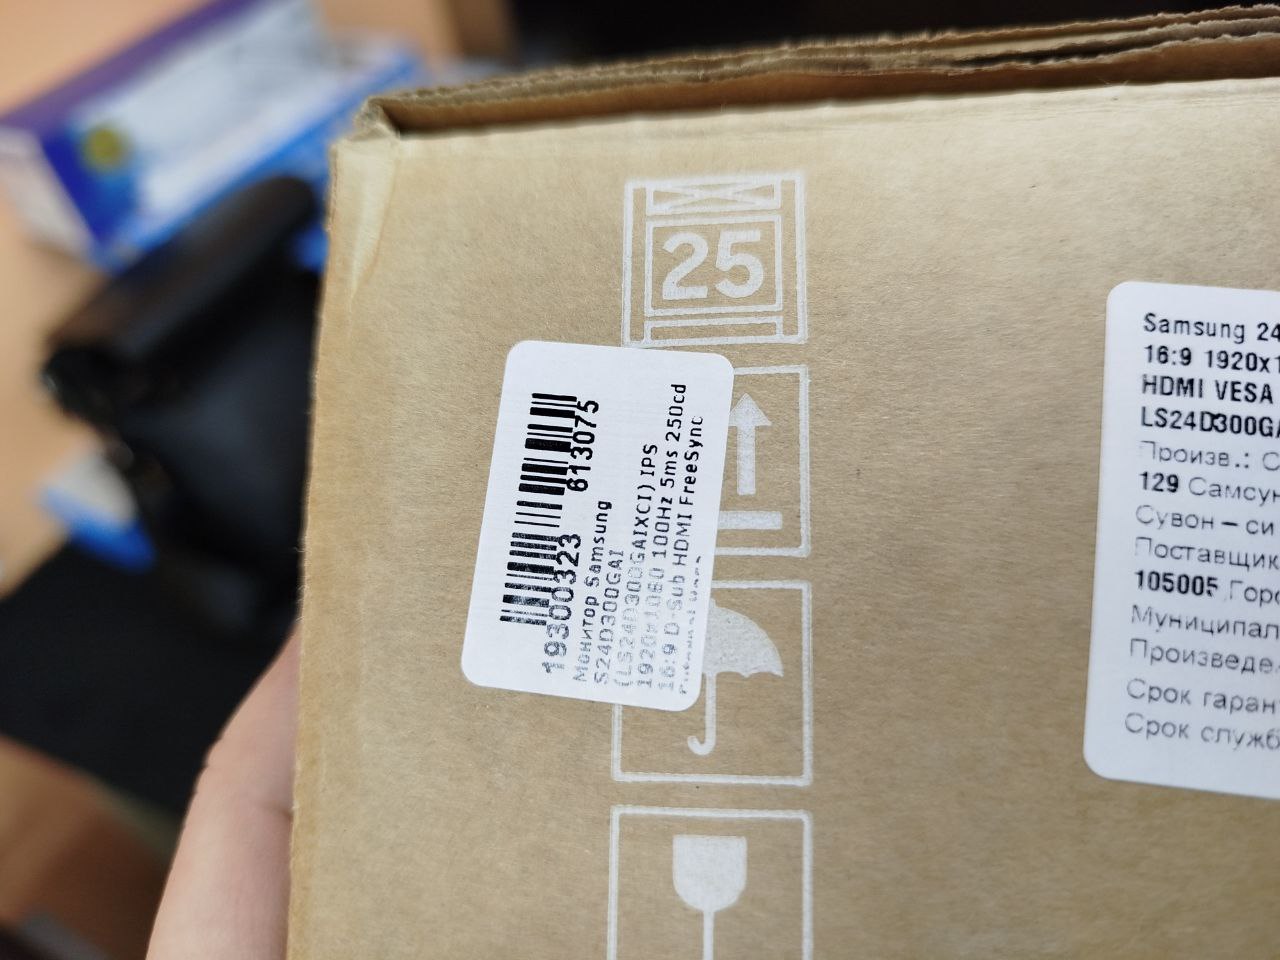 25
19300323 613075
Монитор Samsung
S24D300GAI
(LS24D300GAIXCI) IPS
1920x1080 100Hz 5ms 250cd
16:9 D-Sub HDMI FreeSync
Samsung 24
16:9 1920x1
HDMI VESA
LS24D300GA
Произв.: С
129 Самсун
Сувон – си
Поставщик
105005, Горо
Муниципал
Произведе
Срок гаран
Срок служб